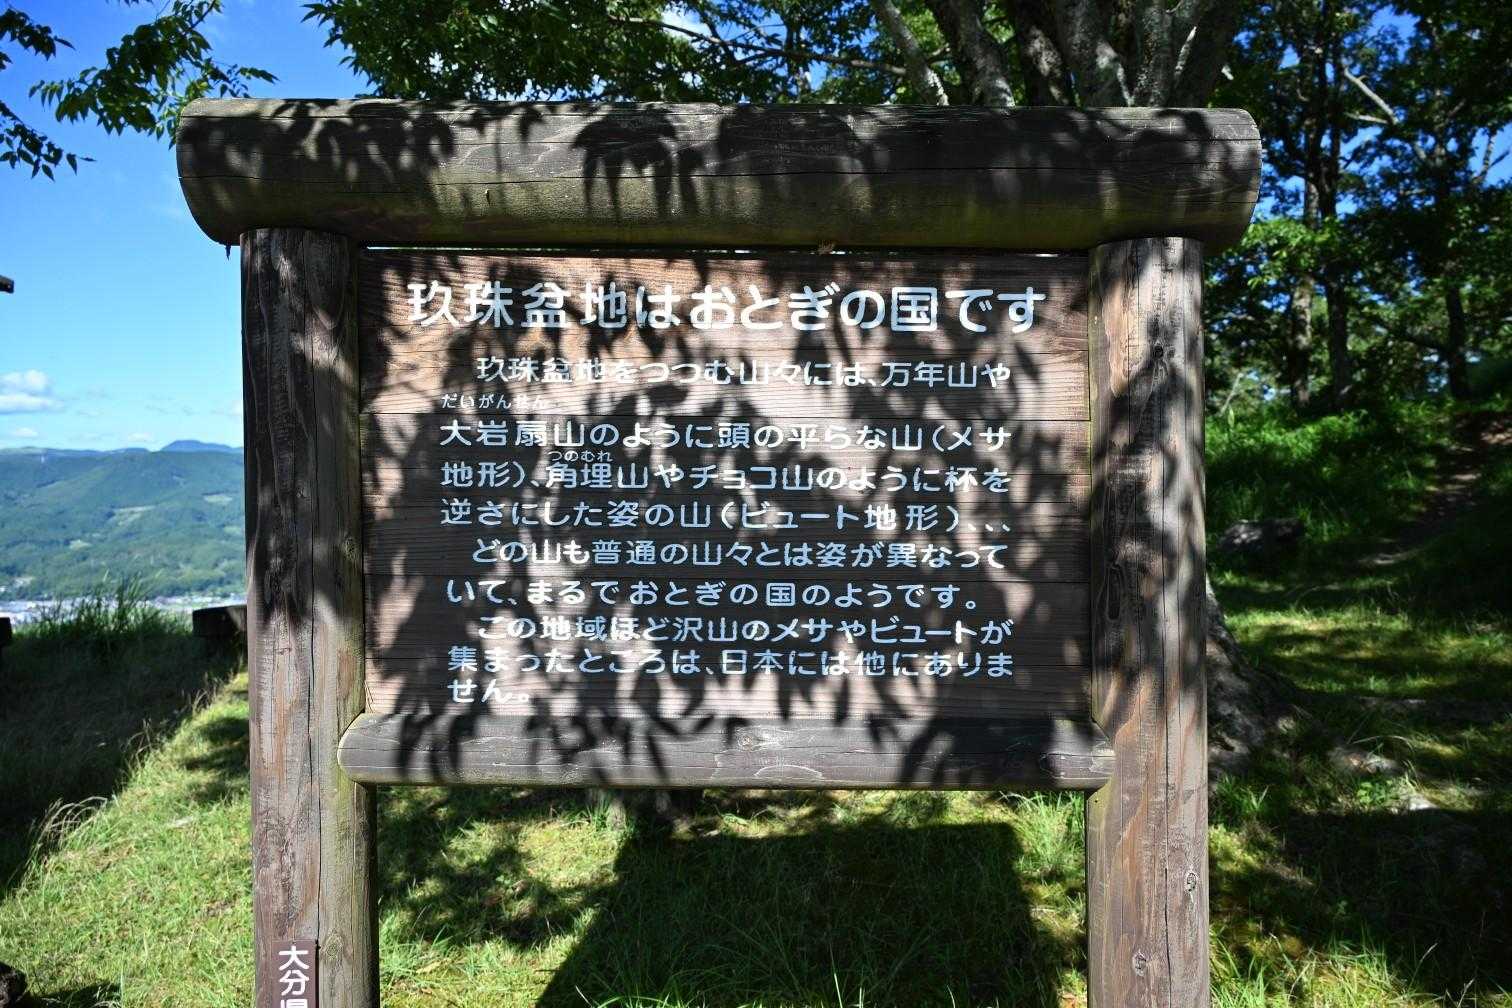 玖珠盆地はおとぎの国です
玖珠盆地をつつむ山々には、万年山や
だいがんせん
大岩扇山のように頭の平らな山(メサ
つのむれ
地形)、角埋山やチョコ山のように杯を
逆さにした姿の山(ビュート地形)、、、
どの山も普通の山々とは姿が異なって
いて、まるでおとぎの国のようです。
この地域ほど沢山のメサやビュートが
集まったところは、日本には他にありま
せん。
大分県